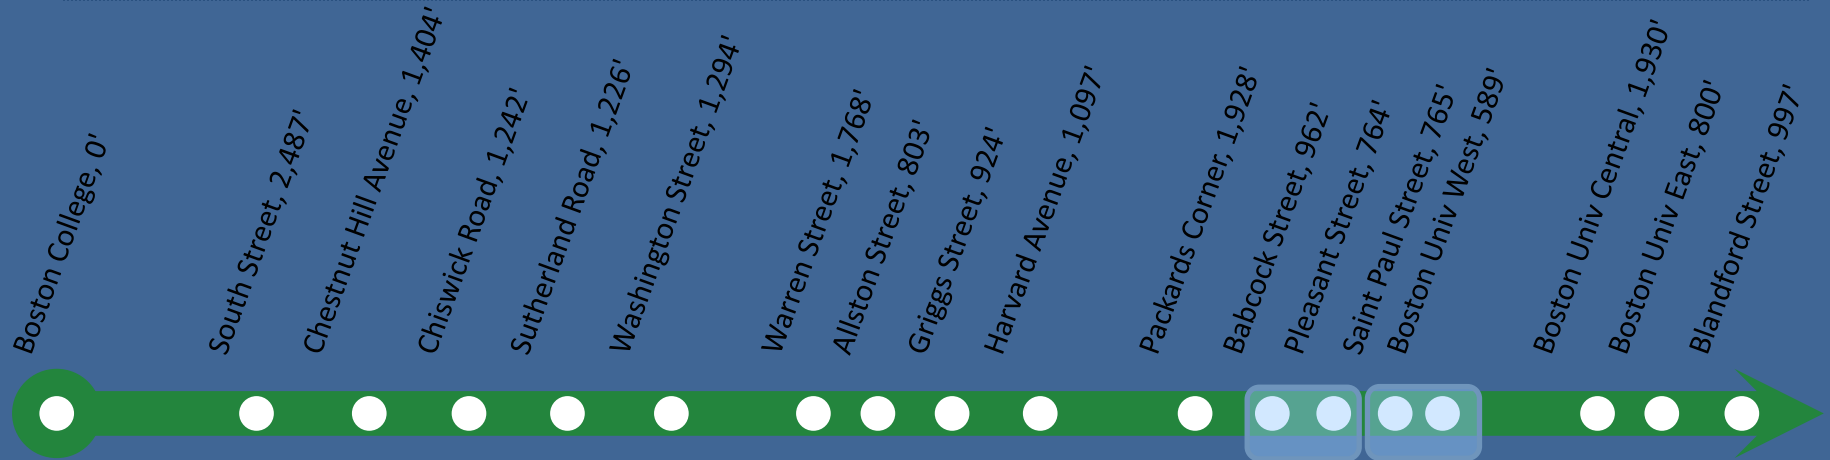 Boston College, 0'
South Street, 2,487'
Chestnut Hill Avenue, 1,404'
Chiswick Road, 1,242'
Sutherland Road, 1,226'
Washington Street, 1,294'
Warren Street, 1,768'
Allston Street, 803'
Griggs Street, 924'
Harvard Avenue, 1,097'
Packards Corner, 1,928'
Babcock Street, 962'
Pleasant Street, 764'
Saint Paul Street, 765'
Boston Univ West, 589'
Boston Univ Central, 1,930'
Boston Univ East, 800'
Blandford Street, 997'